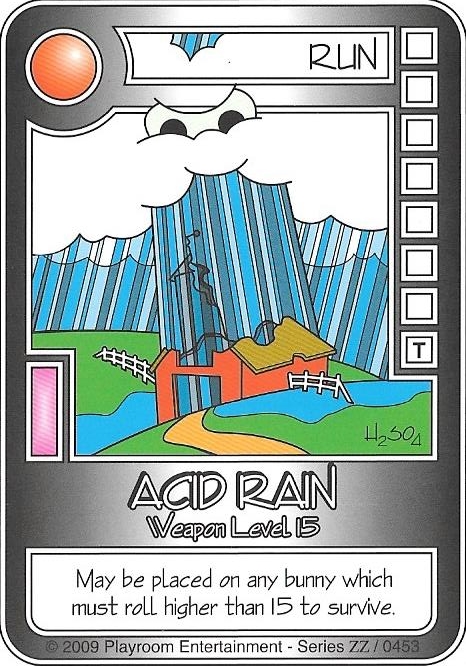 RUN
T
H2SO4
ACID RAIN
Weapon Level 15
May be placed on any bunny which
must roll higher than 15 to survive.
© 2009 Playroom Entertainment - Series ZZ / 0453